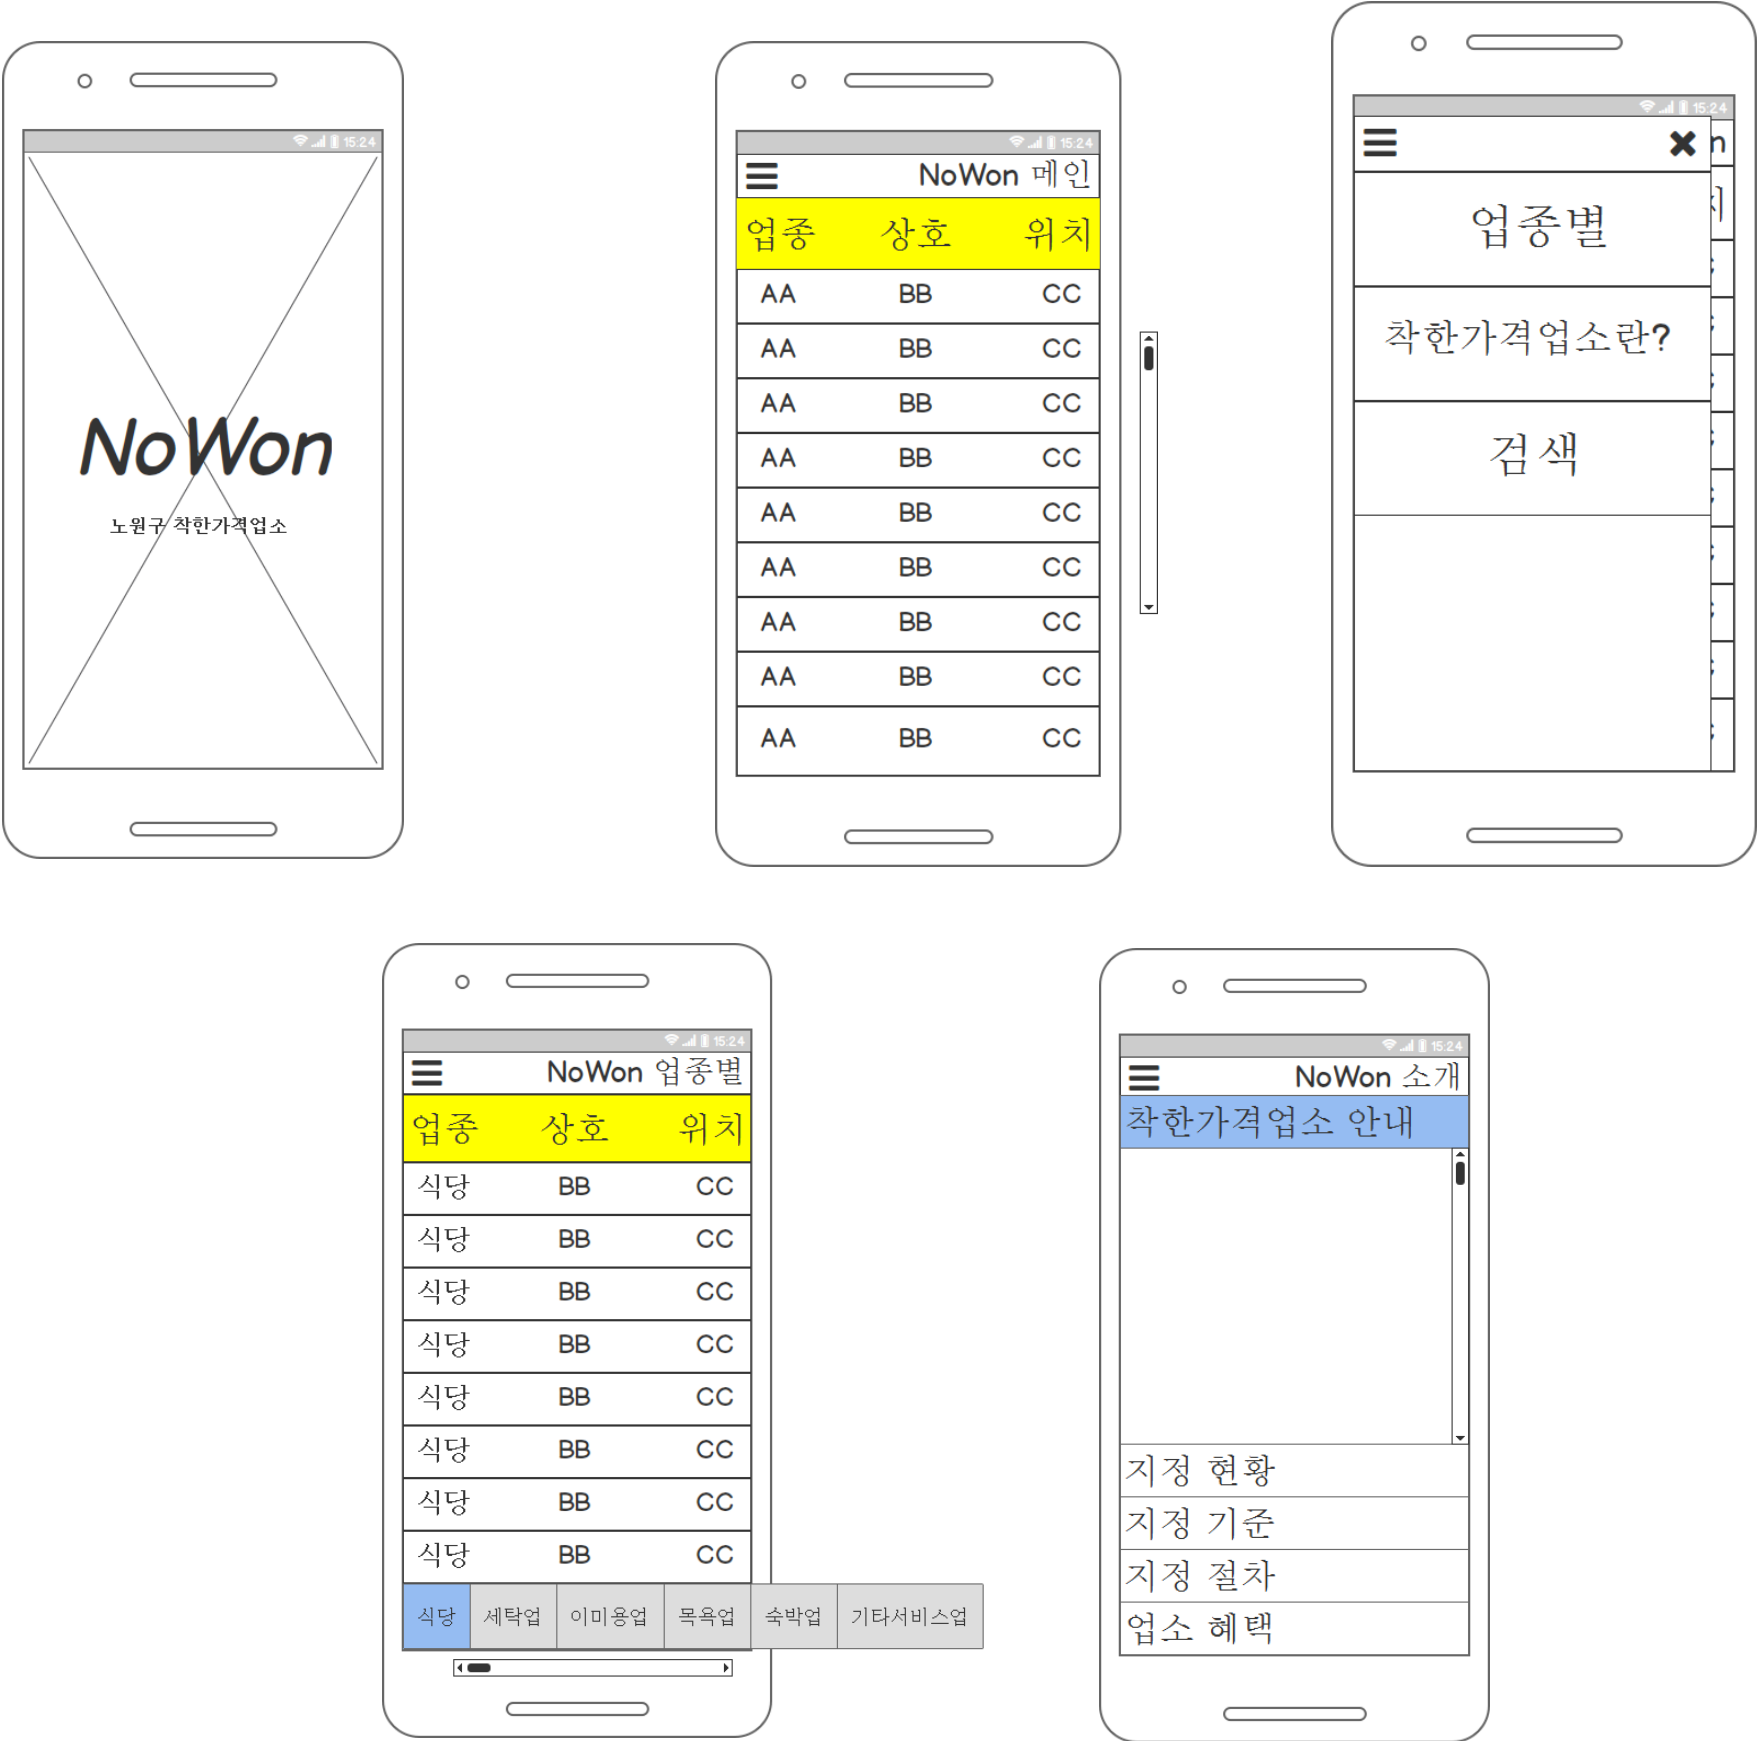 15:24
NoWon
노원구 착한가격업소
15:24
NoWon 메인
업종 상호 위치
AA BB CC
AA BB CC
AA BB CC
AA BB CC
AA BB CC
AA BB CC
AA BB CC
AA BB CC
AA BB CC
15:24
업종별
착한가격업소란?
검색
15:24
NoWon 업종별
업종 상호 위치
식당 BB CC
식당 BB CC
식당 BB CC
식당 BB CC
식당 BB CC
식당 BB CC
식당 BB CC
식당 BB CC
식당 세탁업 이미용업 목욕업 숙박업 기타서비스업
15:24
NoWon 소개
착한가격업소 안내
지정 현황
지정 기준
지정 절차
업소 혜택